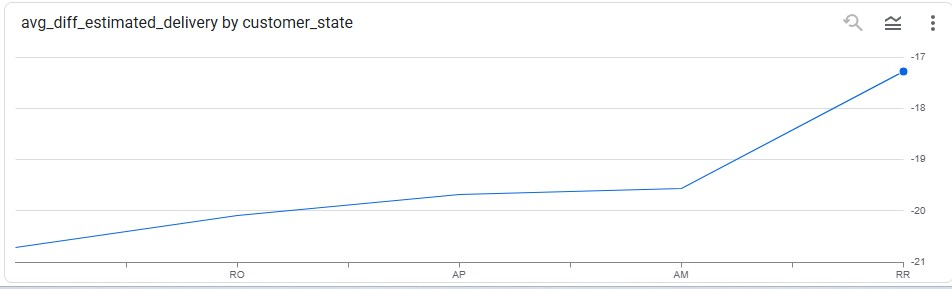 avg_diff_estimated_delivery by customer_state
-17
-18
-19
-20
-21
RO AP AM RR